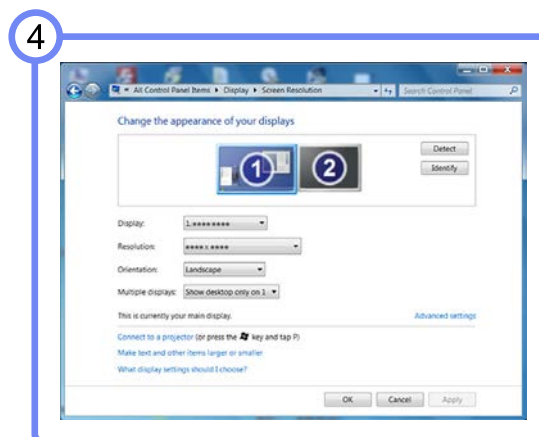 4
All Control Panel Items ▸ Display ▸ Screen Resolution
Search Control Panel
Change the appearance of your displays
1 2
Detect
Identify
Display: 1.********
Resolution: **** x ****
Orientation: Landscape
Multiple displays: Show desktop only on 1
This is currently your main display. Advanced settings
Connect to a projector (or press the key and tap P)
Make text and other items larger or smaller
What display settings should I choose?
OK Cancel Apply